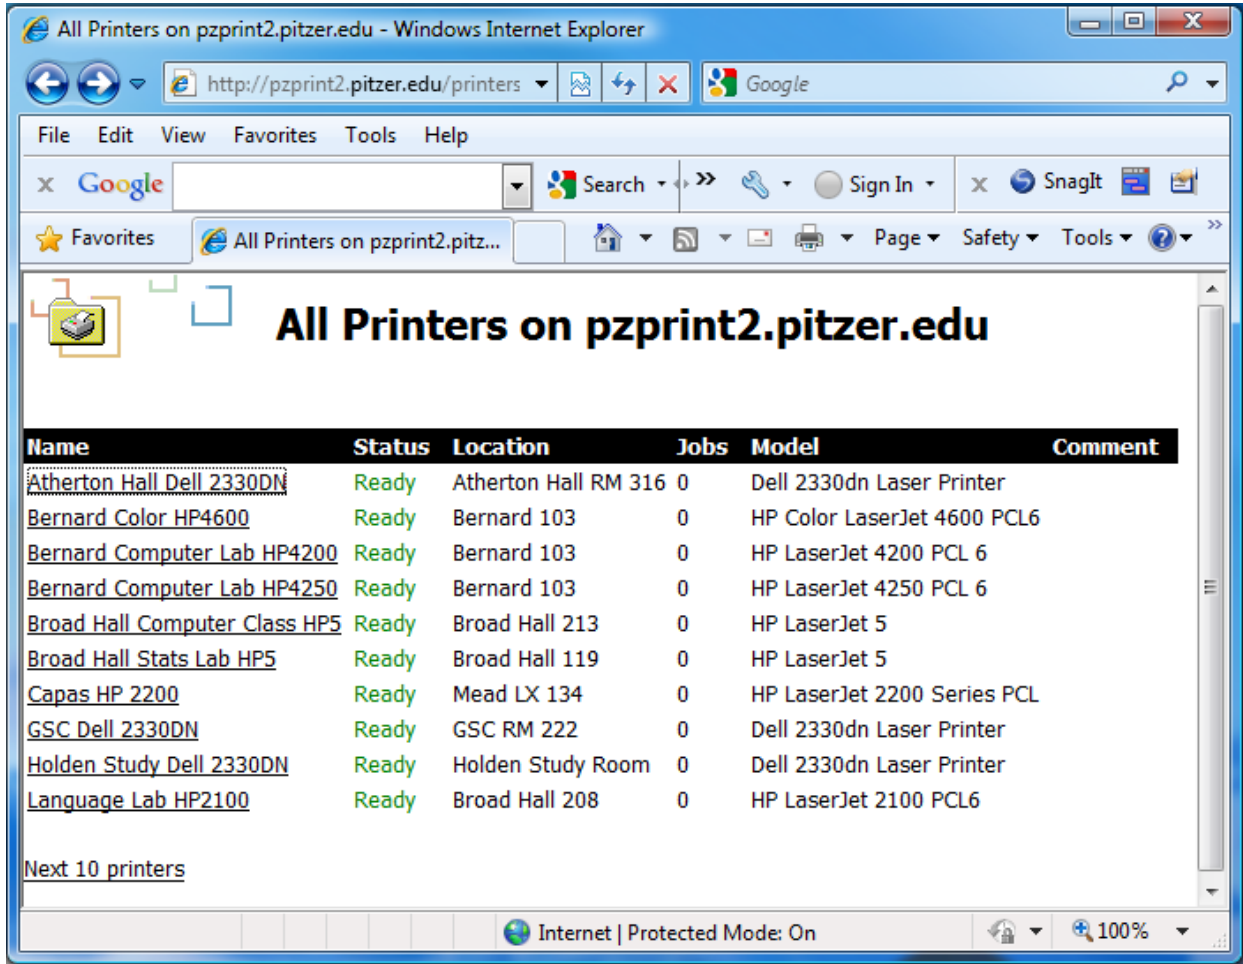 All Printers on pzprint2.pitzer.edu - Windows Internet Explorer
http://pzprint2.pitzer.edu/printers Google
File Edit View Favorites Tools Help
x Google Search Sign In x SnagIt
Favorites All Printers on pzprint2.pitz... Page Safety Tools
All Printers on pzprint2.pitzer.edu
Name Status Location Jobs Model Comment
Atherton Hall Dell 2330DN Ready Atherton Hall RM 316 0 Dell 2330dn Laser Printer
Bernard Color HP4600 Ready Bernard 103 0 HP Color LaserJet 4600 PCL6
Bernard Computer Lab HP4200 Ready Bernard 103 0 HP LaserJet 4200 PCL 6
Bernard Computer Lab HP4250 Ready Bernard 103 0 HP LaserJet 4250 PCL 6
Broad Hall Computer Class HP5 Ready Broad Hall 213 0 HP LaserJet 5
Broad Hall Stats Lab HP5 Ready Broad Hall 119 0 HP LaserJet 5
Capas HP 2200 Ready Mead LX 134 0 HP LaserJet 2200 Series PCL
GSC Dell 2330DN Ready GSC RM 222 0 Dell 2330dn Laser Printer
Holden Study Dell 2330DN Ready Holden Study Room 0 Dell 2330dn Laser Printer
Language Lab HP2100 Ready Broad Hall 208 0 HP LaserJet 2100 PCL6
Next 10 printers
Internet | Protected Mode: On 100%